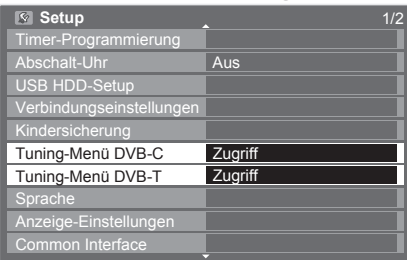 Setup 1/2
Timer-Programmierung
Abschalt-Uhr Aus
USB HDD-Setup
Verbindungseinstellungen
Kindersicherung
Tuning-Menü DVB-C Zugriff
Tuning-Menü DVB-T Zugriff
Sprache
Anzeige-Einstellungen
Common Interface